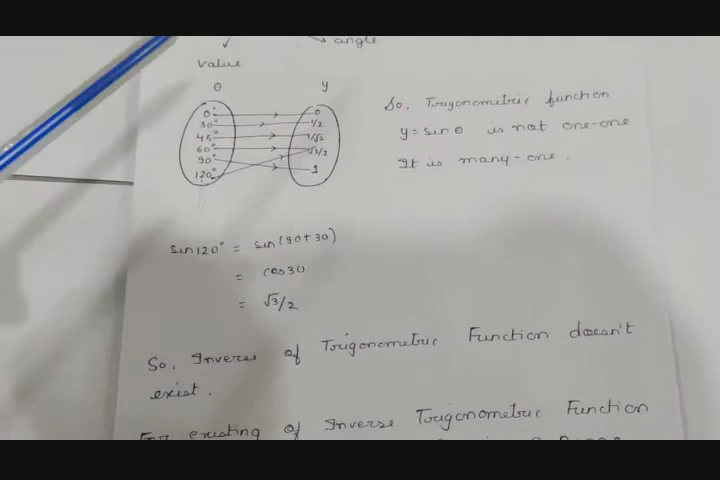 angle
value
θ y
0° 0
30° 1/2
45° 1/√2
60° √3/2
90° 1
120°
So, Trigonometric function
y = sin θ is not one-one
It is many-one.
sin 120° = sin(90+30)
= cos 30
= √3/2
So, Inverse of Trigonometric Function doesn't
exist.
For existing of Inverse Trigonometric Function